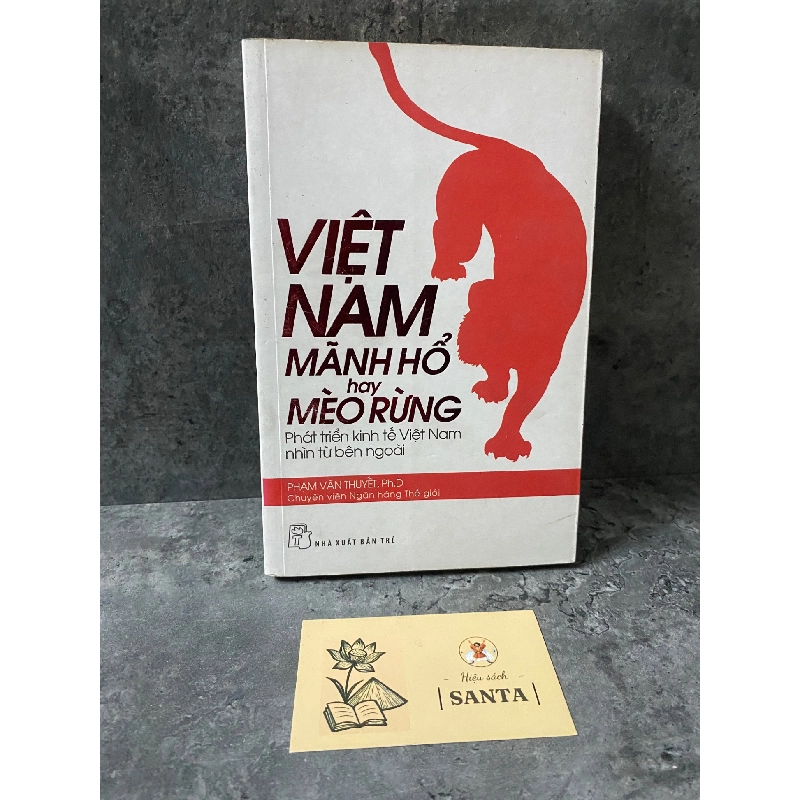 VIỆT
NAM
MÃNH HỔ
hay
MÈO RỪNG
Phát triển kinh tế Việt Nam
nhìn từ bên ngoài
PHẠM VĂN THUYẾT, Ph.D
Chuyên viên Ngân hàng Thế giới
NHÀ XUẤT BẢN TRẺ
Hiệu sách
SANTA